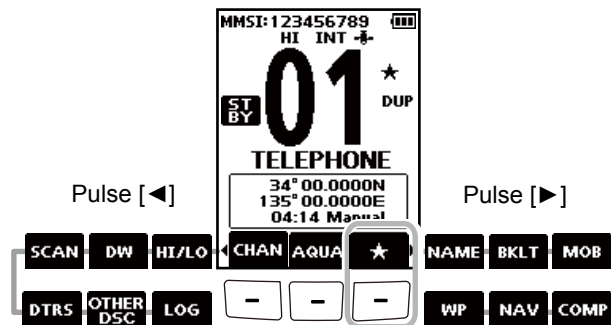 MMSI:123456789
HI INT
01
★
DUP
ST BY
TELEPHONE
34°00.0000N
135°00.0000E
04:14 Manual
Pulse [◄]
Pulse [►]
SCAN DW HI/LO CHAN AQUA ★ NAME BKLT MOB
DTRS OTHER DSC LOG - - - WP NAV COMP